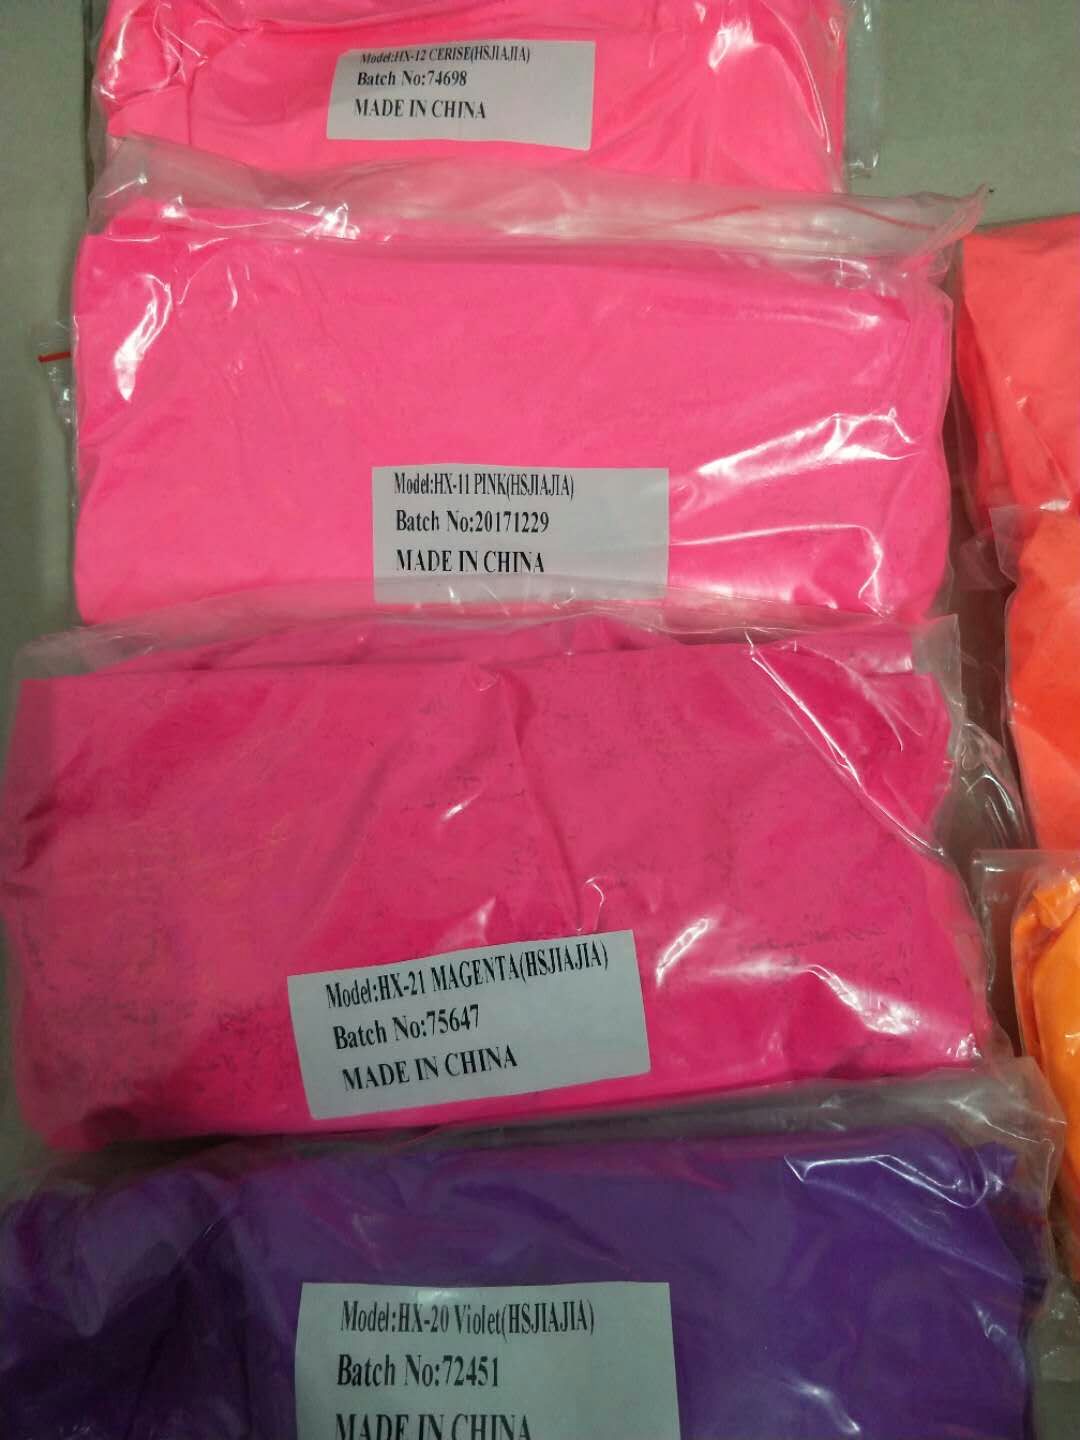 Model:HX-12 CERISE(HSJIAJIA)
Batch No:74698
MADE IN CHINA
Model:HX-11 PINK(HSJIAJIA)
Batch No:20171229
MADE IN CHINA
Model:HX-21 MAGENTA(HSJIAJIA)
Batch No:75647
MADE IN CHINA
Model:HX-20 Violet(HSJIAJIA)
Batch No:72451
MADE IN CHINA